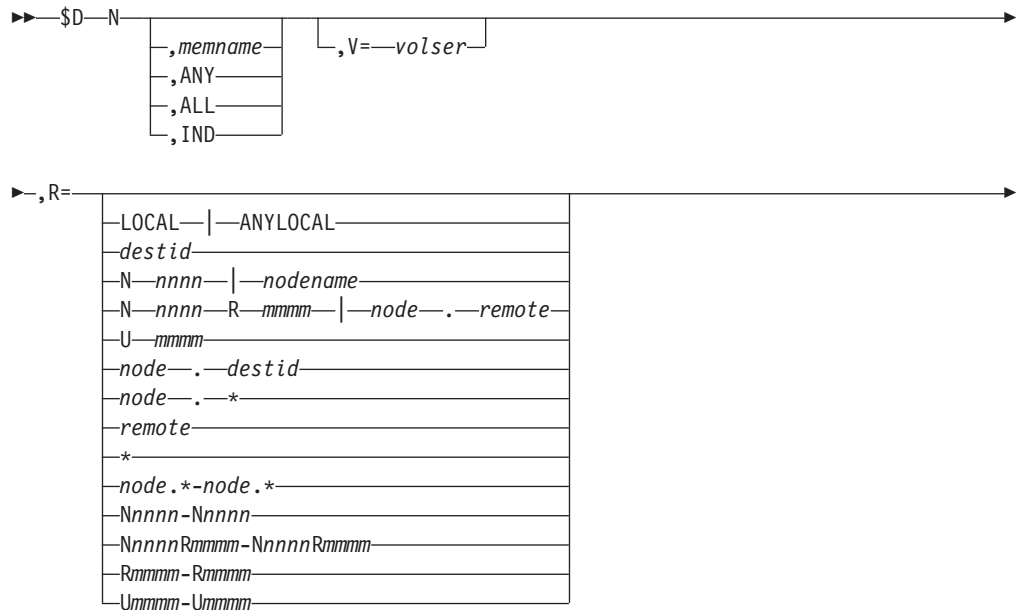 $D N
,memname ,V= volser
,ANY
,ALL
,IND
,R=
LOCAL | ANYLOCAL
destid
N nnnn | nodename
N nnnn R mmmm | node . remote
U mmmm
node . destid
node . *
remote
*
node.*-node.*
Nnnnn-Nnnnn
NnnnnRmmmm-NnnnnRmmmm
Rmmmm-Rmmmm
Ummmm-Ummmm